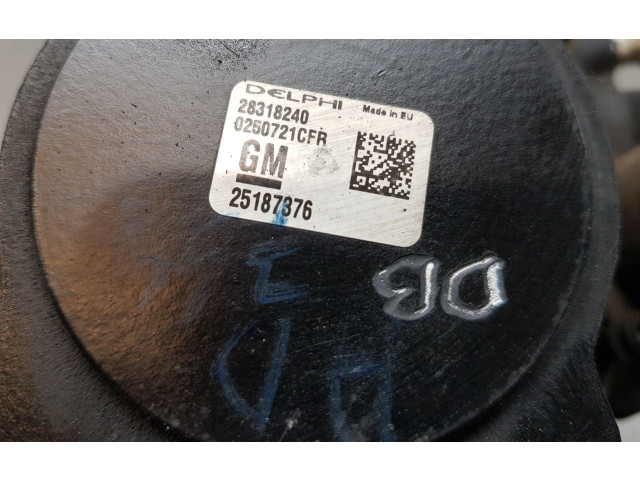 DELPHI Made in EU
28318240
0250721CFR
GM
25187376
DB